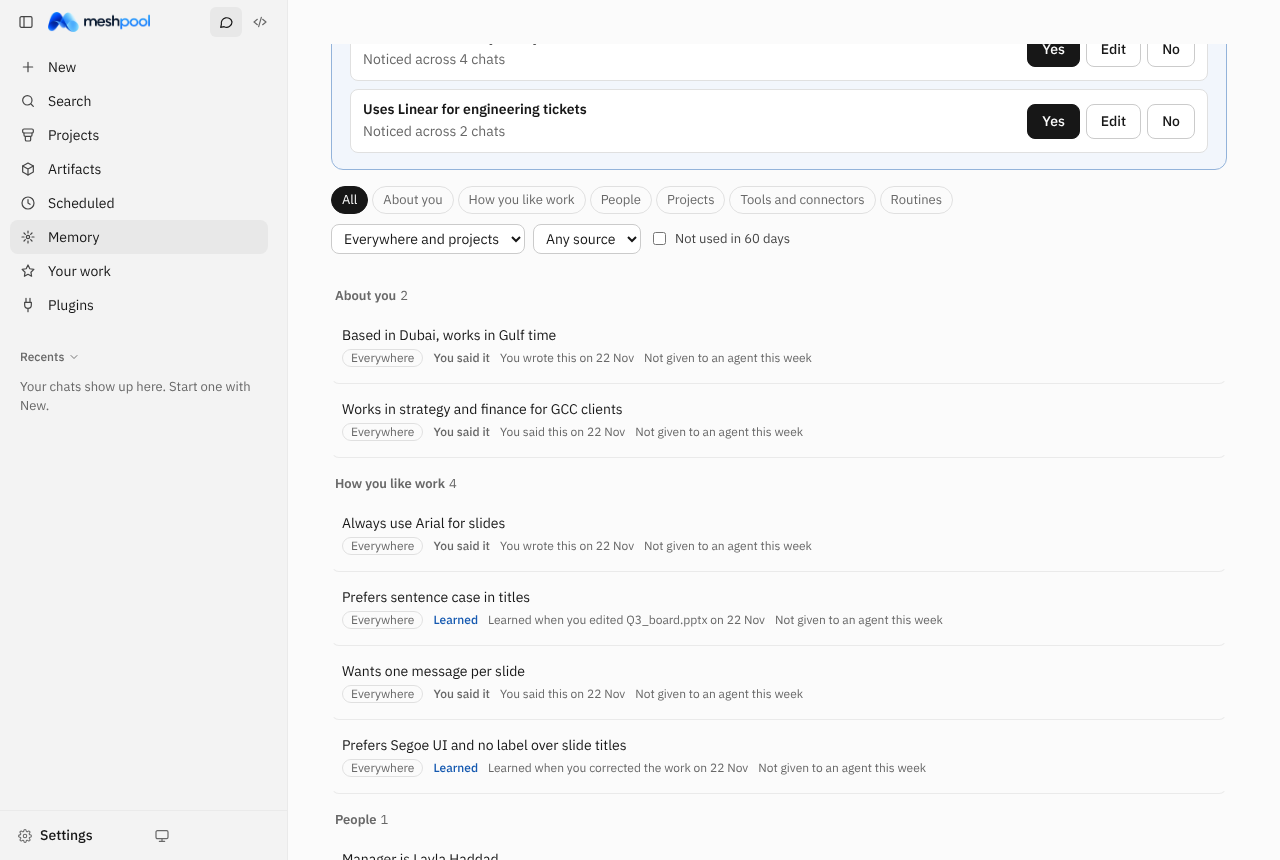 meshpool
New
Search
Projects
Artifacts
Scheduled
Memory
Your work
Plugins
Recents
Your chats show up here. Start one with
New.
Settings
Noticed across 4 chats
Yes Edit No
Uses Linear for engineering tickets
Noticed across 2 chats
Yes Edit No
All About you How you like work People Projects Tools and connectors Routines
Everywhere and projects Any source Not used in 60 days
About you 2
Based in Dubai, works in Gulf time
Everywhere You said it You wrote this on 22 Nov Not given to an agent this week
Works in strategy and finance for GCC clients
Everywhere You said it You said this on 22 Nov Not given to an agent this week
How you like work 4
Always use Arial for slides
Everywhere You said it You wrote this on 22 Nov Not given to an agent this week
Prefers sentence case in titles
Everywhere Learned Learned when you edited Q3_board.pptx on 22 Nov Not given to an agent this week
Wants one message per slide
Everywhere You said it You said this on 22 Nov Not given to an agent this week
Prefers Segoe UI and no label over slide titles
Everywhere Learned Learned when you corrected the work on 22 Nov Not given to an agent this week
People 1
Manager is Layla Haddad